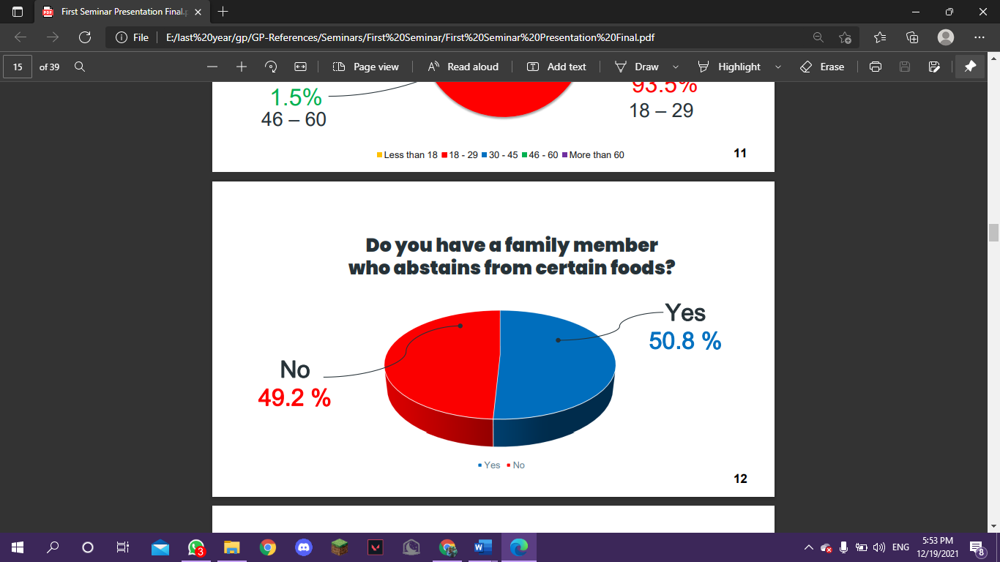 First Seminar Presentation Final.p
File
E:/last%20year/gp/GP-References/Seminars/First%20Seminar/First%20Seminar%20Presentation%20Final.pdf
15 of 39
Page view
Read aloud
Add text
Draw
Highlight
Erase
1.5%
46 – 60
93.5%
18 – 29
Less than 18 18 - 29 30 - 45 46 - 60 More than 60
11
Do you have a family member
who abstains from certain foods?
Yes
50.8 %
No
49.2 %
Yes No
12
3
ENG
5:53 PM
12/19/2021
8